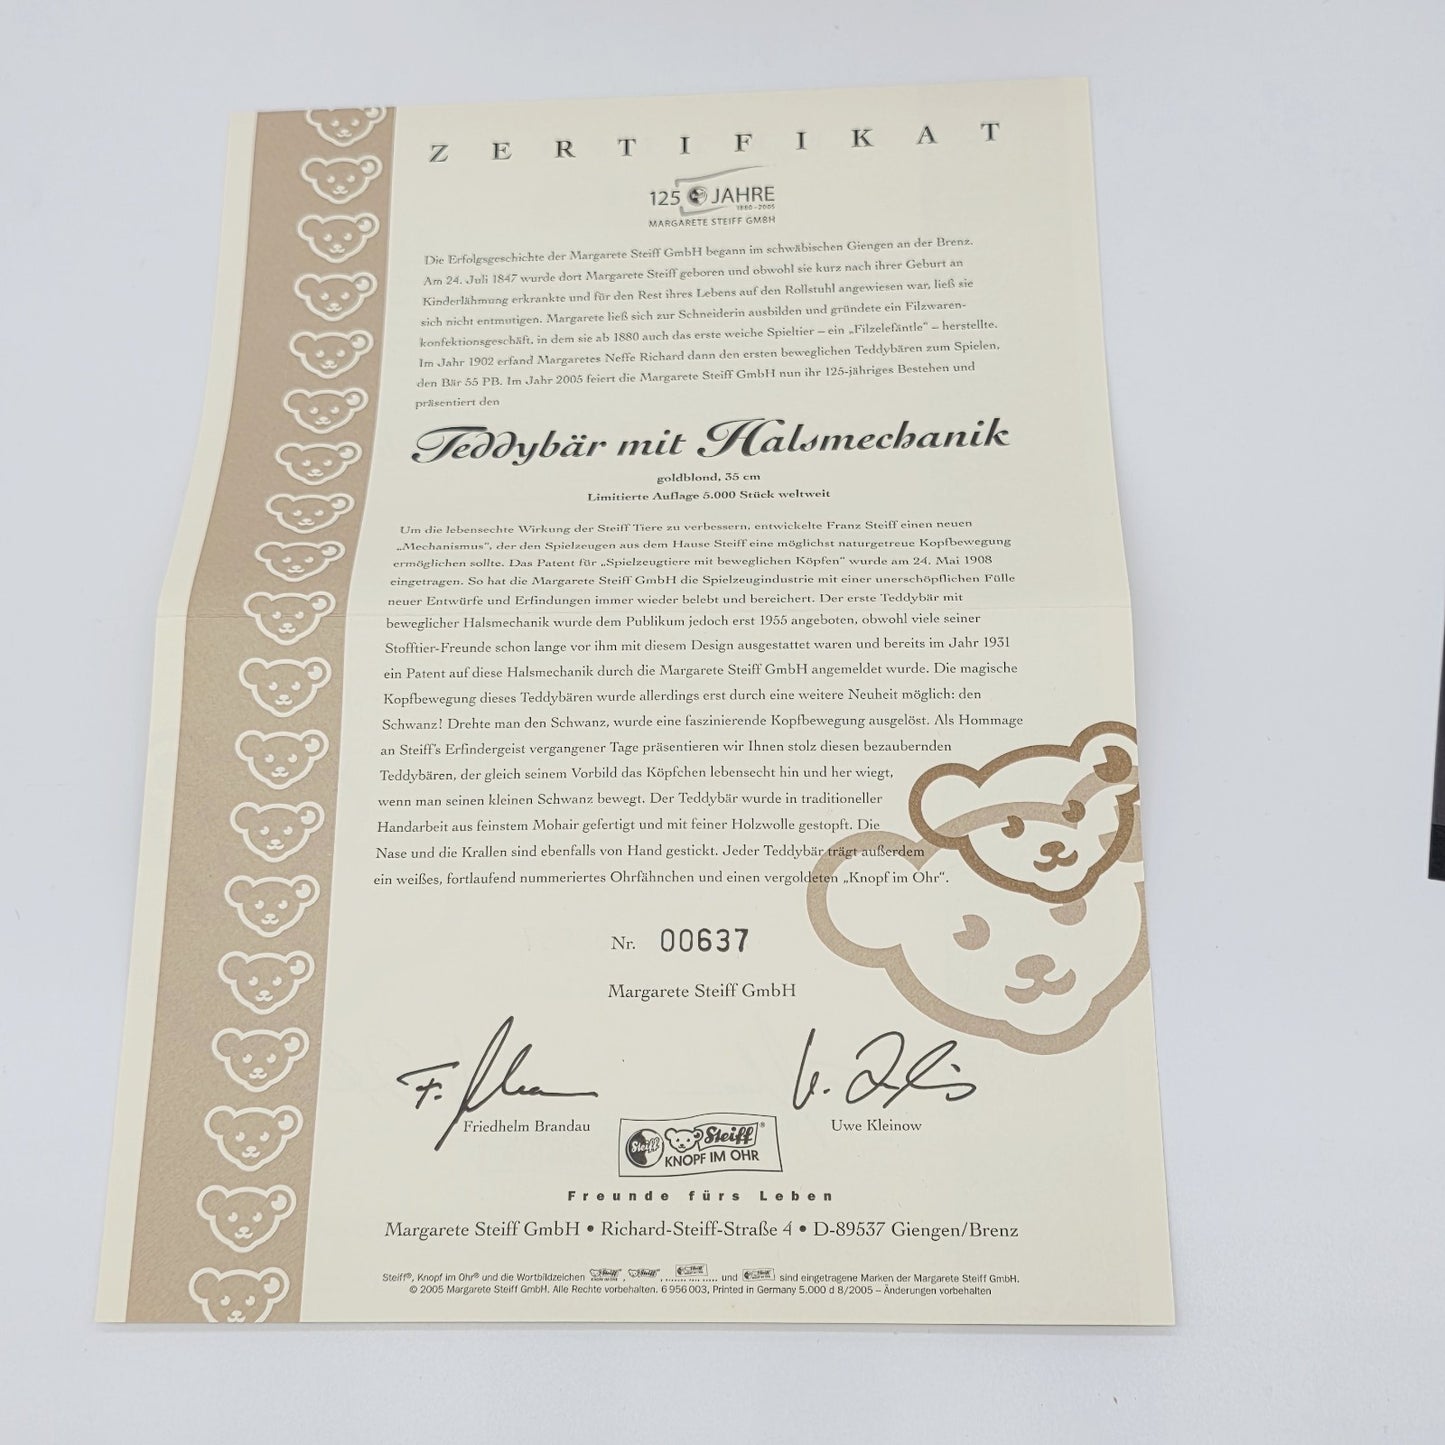 ZERTIFIKAT
125 JAHRE
1880-2005
MARGARETE STEIFF GMBH
Die Erfolgsgeschichte der Margarete Steiff GmbH begann im schwäbischen Giengen an der Brenz.
Am 24. Juli 1847 wurde dort Margarete Steiff geboren und obwohl sie kurz nach ihrer Geburt an
Kinderlähmung erkrankte und für den Rest ihres Lebens auf den Rollstuhl angewiesen war, ließ sie
sich nicht entmutigen. Margarete ließ sich zur Schneiderin ausbilden und gründete ein Filzwaren-
konfektionsgeschäft, in dem sie ab 1880 auch das erste weiche Spieltier – ein „Filzelefäntle“ – herstellte.
Im Jahr 1902 erfand Margaretes Neffe Richard dann den ersten beweglichen Teddybären zum Spielen,
den Bär 55 PB. Im Jahr 2005 feiert die Margarete Steiff GmbH nun ihr 125-jähriges Bestehen und
präsentiert den
Teddybär mit Halsmechanik
goldblond, 35 cm
Limitierte Auflage 5.000 Stück weltweit
Um die lebensechte Wirkung der Steiff Tiere zu verbessern, entwickelte Franz Steiff einen neuen
„Mechanismus“, der den Spielzeugen aus dem Hause Steiff eine möglichst naturgetreue Kopfbewegung
ermöglichen sollte. Das Patent für „Spielzeugtiere mit beweglichen Köpfen“ wurde am 24. Mai 1908
eingetragen. So hat die Margarete Steiff GmbH die Spielzeugindustrie mit einer unerschöpflichen Fülle
neuer Entwürfe und Erfindungen immer wieder belebt und bereichert. Der erste Teddybär mit
beweglicher Halsmechanik wurde dem Publikum jedoch erst 1955 angeboten, obwohl viele seiner
Stofftier-Freunde schon lange vor ihm mit diesem Design ausgestattet waren und bereits im Jahr 1931
ein Patent auf diese Halsmechanik durch die Margarete Steiff GmbH angemeldet wurde. Die magische
Kopfbewegung dieses Teddybären wurde allerdings erst durch eine weitere Neuheit möglich: den
Schwanz! Drehte man den Schwanz, wurde eine faszinierende Kopfbewegung ausgelöst. Als Hommage
an Steiff's Erfindergeist vergangener Tage präsentieren wir Ihnen stolz diesen bezaubernden
Teddybären, der gleich seinem Vorbild das Köpfchen lebensecht hin und her wiegt,
wenn man seinen kleinen Schwanz bewegt. Der Teddybär wurde in traditioneller
Handarbeit aus feinstem Mohair gefertigt und mit feiner Holzwolle gestopft. Die
Nase und die Krallen sind ebenfalls von Hand gestickt. Jeder Teddybär trägt außerdem
ein weißes, fortlaufend nummeriertes Ohrfähnchen und einen vergoldeten „Knopf im Ohr“.
Nr. 00637
Margarete Steiff GmbH
Friedhelm Brandau
Uwe Kleinow
Steiff Steiff®
KNOPF IM OHR
Freunde fürs Leben
Margarete Steiff GmbH • Richard-Steiff-Straße 4 • D-89537 Giengen/Brenz
Steiff®, Knopf im Ohr® und die Wortbildzeichen Steiff, Steiff, ........ und sind eingetragene Marken der Margarete Steiff GmbH.
© 2005 Margarete Steiff GmbH. Alle Rechte vorbehalten. 6 956 003, Printed in Germany 5.000 d 8/2005 – Änderungen vorbehalten